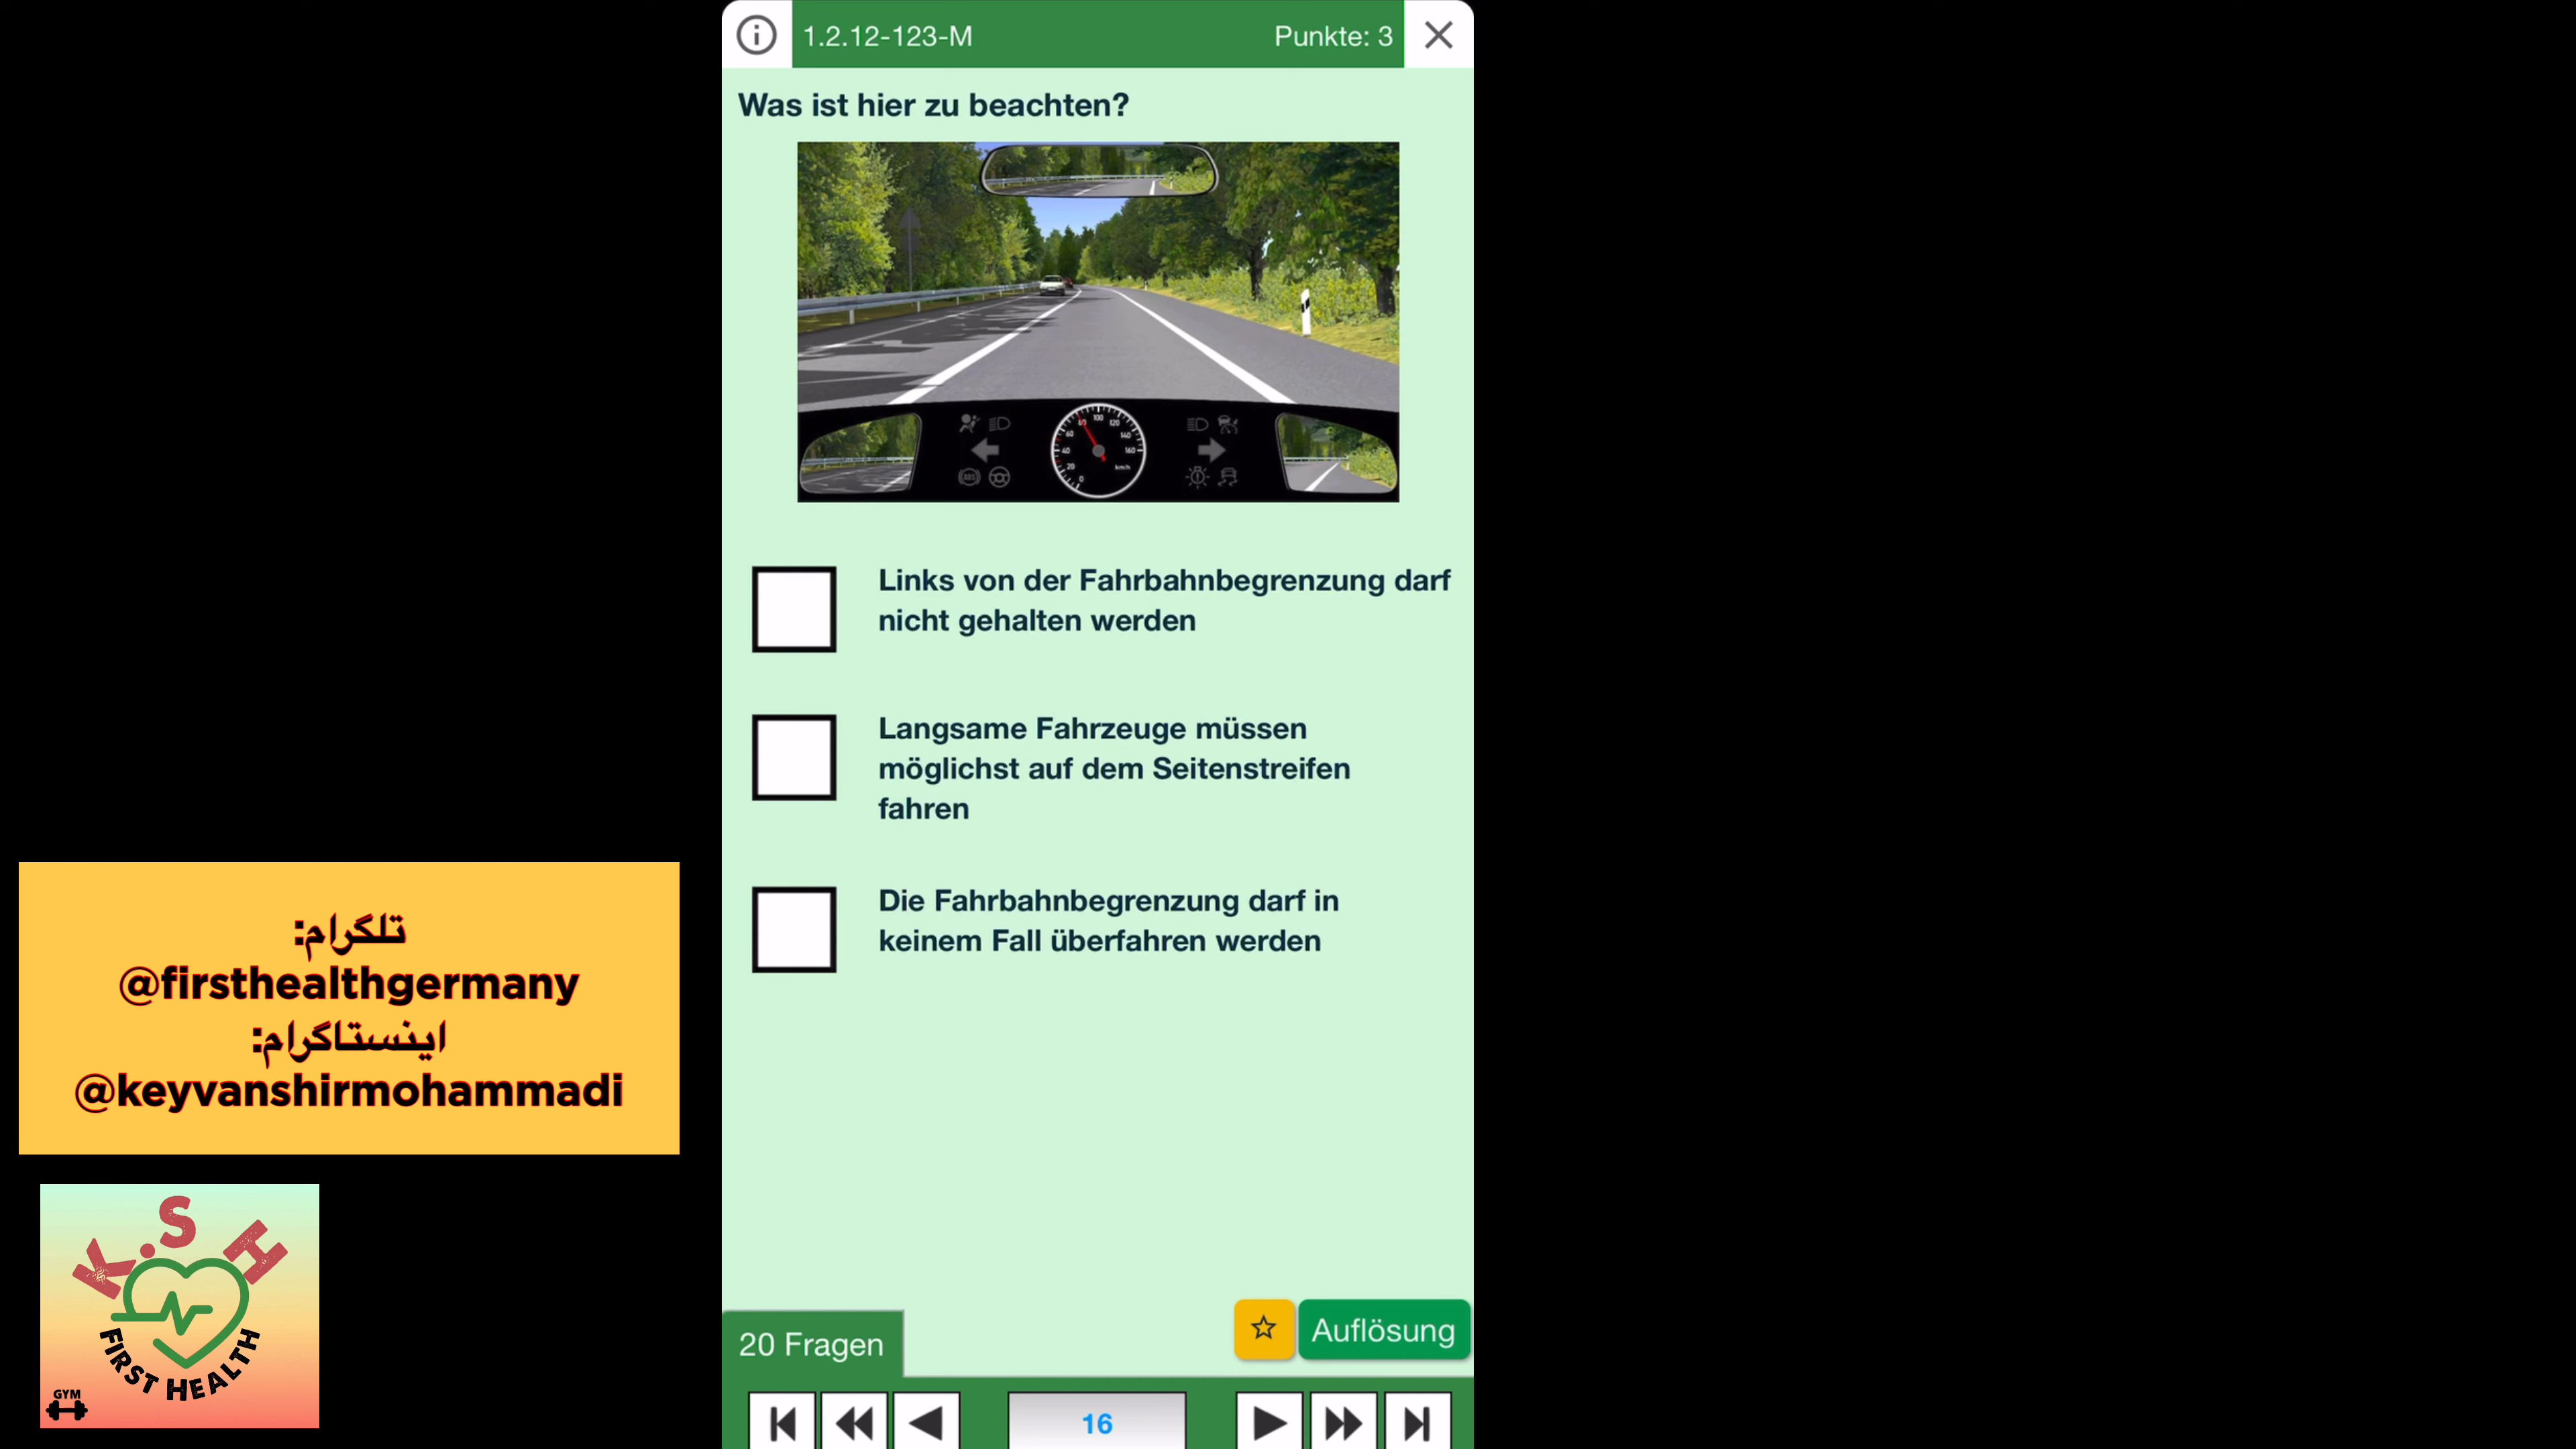 1.2.12-123-M
Punkte: 3
Was ist hier zu beachten?
Links von der Fahrbahnbegrenzung darf
nicht gehalten werden
Langsame Fahrzeuge müssen
möglichst auf dem Seitenstreifen
fahren
Die Fahrbahnbegrenzung darf in
keinem Fall überfahren werden
Auflösung
20 Fragen
16
تلگرام:
@firsthealthgermany
اینستاگرام:
@keyvanshirmohammadi
K.SH
FIRST HEALTH
GYM